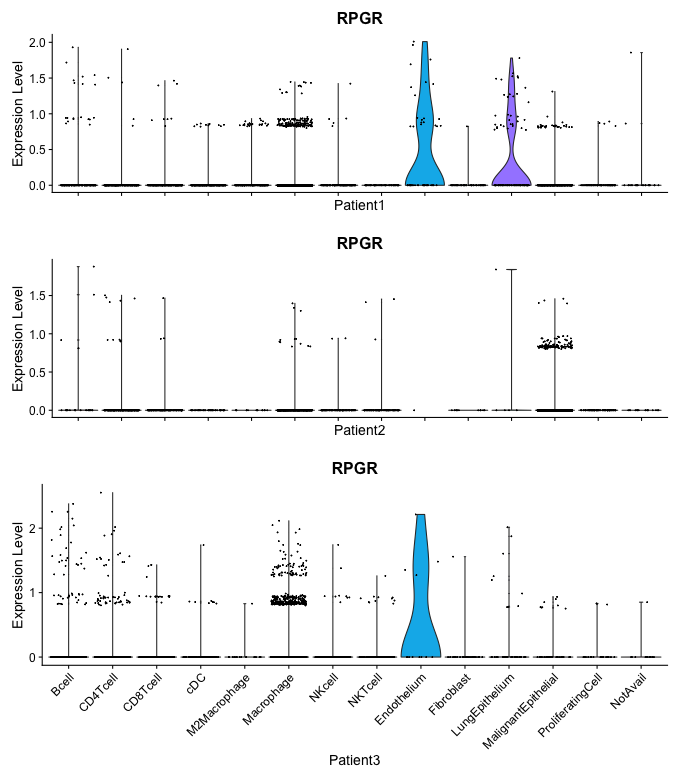 RPGR
Expression Level
2.0
1.5
1.0
0.5
0.0
Patient1
RPGR
Expression Level
1.5
1.0
0.5
0.0
Patient2
RPGR
Expression Level
2
1
0
Bcell
CD4Tcell
CD8Tcell
cDC
M2Macrophage
Macrophage
NKcell
NKTcell
Endothelium
Fibroblast
LungEpithelium
MalignantEpithelial
ProliferatingCell
NotAvail
Patient3